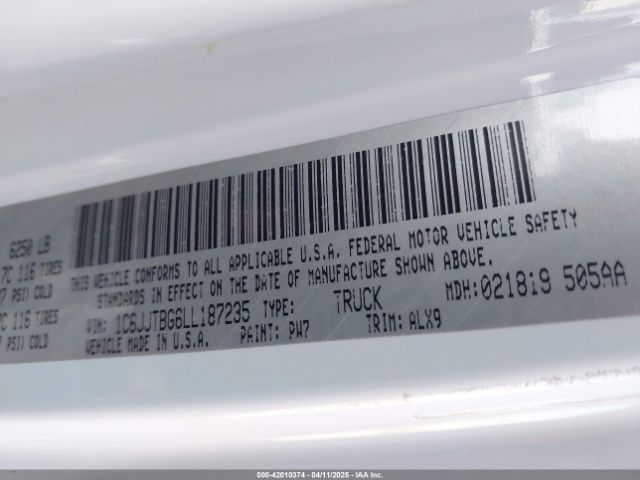 6250 LB
7C 116 TIRES
7 PSI) COLD
C 116 TIRES
PSI) COLD
THIS VEHICLE CONFORMS TO ALL APPLICABLE U.S.A. FEDERAL MOTOR VEHICLE SAFETY
STANDARDS IN EFFECT ON THE DATE OF MANUFACTURE SHOWN ABOVE.
VIN: 1C6JJTBG6LL187235 TYPE: TRUCK MDH:021819 505AA
VEHICLE MADE IN U.S.A. PAINT: PW7 TRIM: ALX9
000-42010374 - 04/11/2025 - IAA Inc.